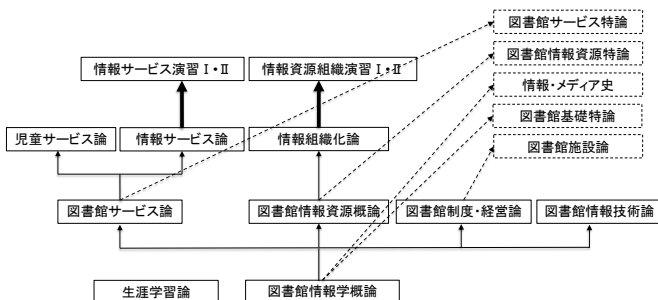 図書館サービス特論
図書館情報資源特論
情報・メディア史
図書館基礎特論
図書館施設論
情報サービス演習Ⅰ・Ⅱ
情報資源組織演習Ⅰ・Ⅱ
児童サービス論
情報サービス論
情報組織化論
図書館サービス論
図書館情報資源概論
図書館制度・経営論
図書館情報技術論
生涯学習論
図書館情報学概論